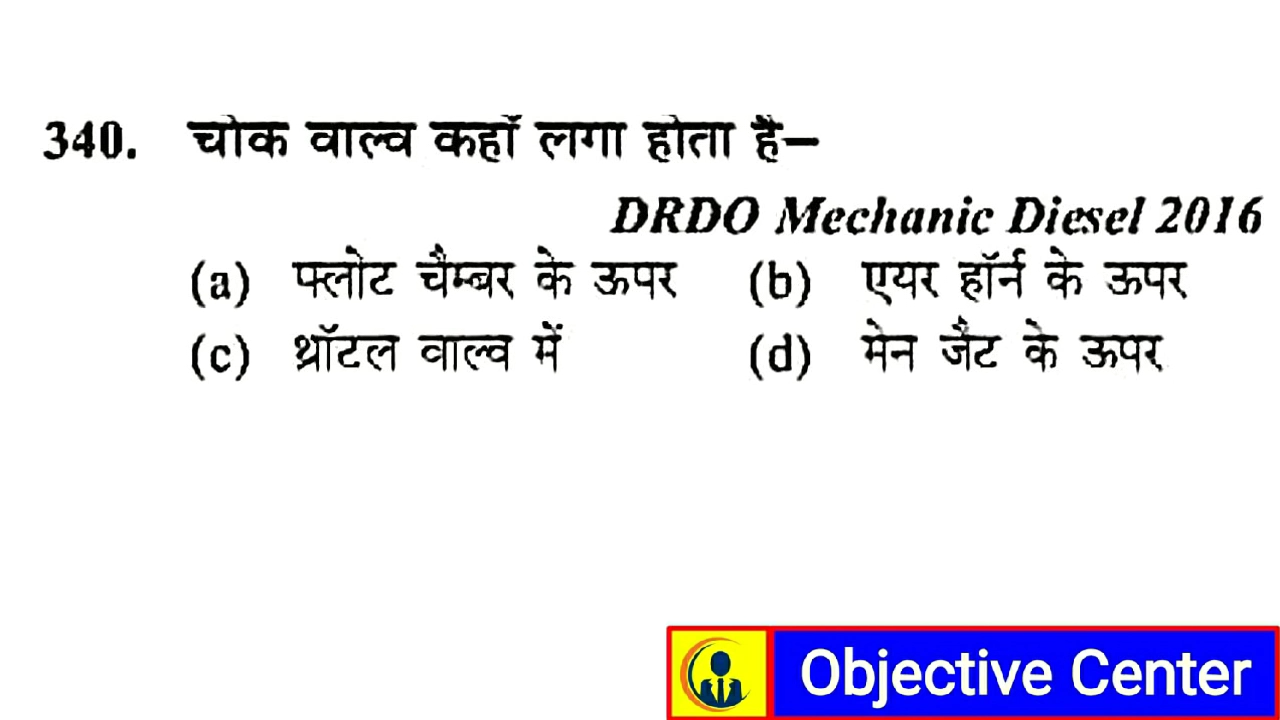 340. चोक वाल्व कहाँ लगा होता है–
DRDO Mechanic Diesel 2016
(a) फ्लोट चैम्बर के ऊपर (b) एयर हॉर्न के ऊपर
(c) थ्रॉटल वाल्व में (d) मेन जैट के ऊपर
Objective Center